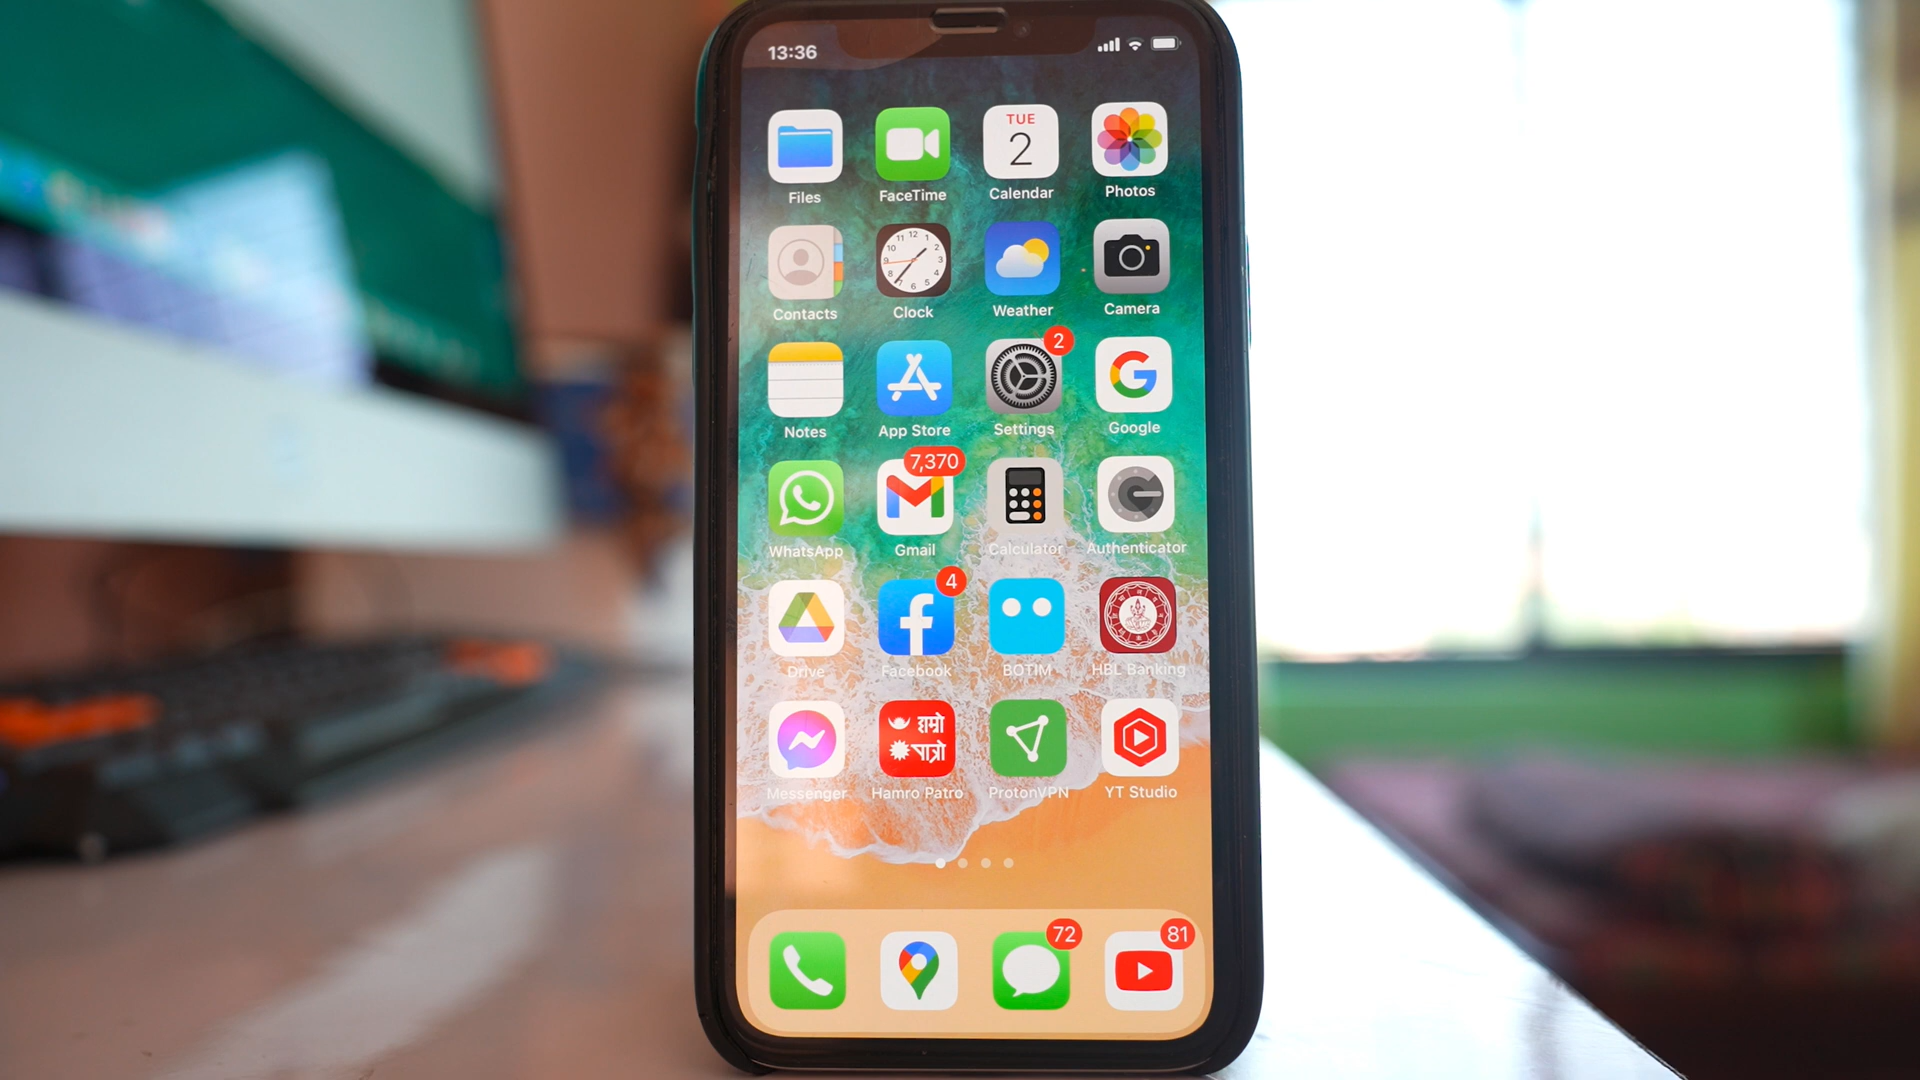 13:36
TUE
2
Files
FaceTime
Calendar
Photos
Contacts
Clock
Weather
Camera
2
Notes
App Store
Settings
Google
7,370
WhatsApp
Gmail
Calculator
Authenticator
4
Drive
Facebook
BOTIM
HBL Banking
हाम्रो
पात्रो
Messenger
Hamro Patro
ProtonVPN
YT Studio
72
81